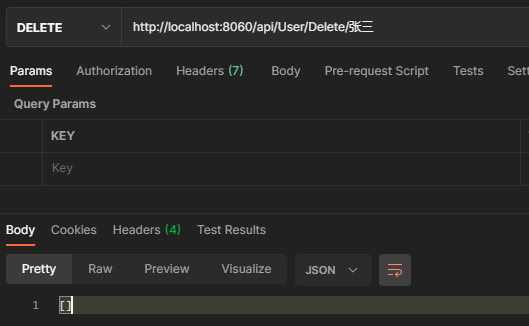 DELETE http://localhost:8060/api/User/Delete/张三
Params Authorization Headers (7) Body Pre-request Script Tests Sett
Query Params
KEY
Key
Body Cookies Headers (4) Test Results
Pretty Raw Preview Visualize JSON
1 []